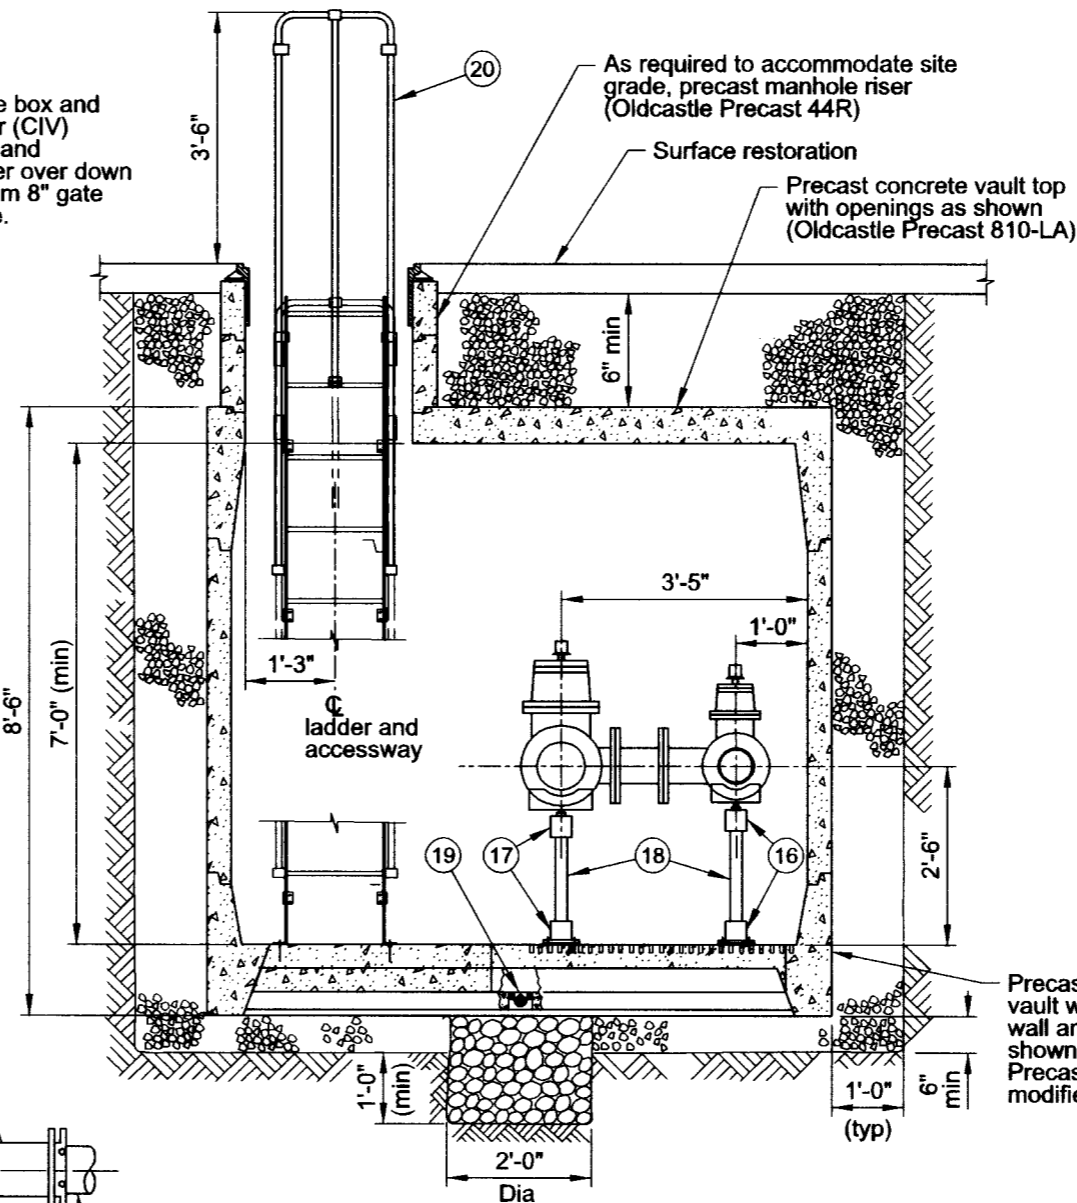 e box and
r (CIV)
and
er over down
m 8" gate
e.
3'-6"
20
As required to accommodate site
grade, precast manhole riser
(Oldcastle Precast 44R)
Surface restoration
Precast concrete vault top
with openings as shown
(Oldcastle Precast 810-LA)
6" min
8'-6"
7'-0" (min)
3'-5"
1'-0"
1'-3"
℄
ladder and
accessway
19
17
18
16
2'-6"
Precas
vault w
wall an
shown
Precas
modifie
1'-0"
(min)
2'-0"
Dia
1'-0"
(typ)
6"
min